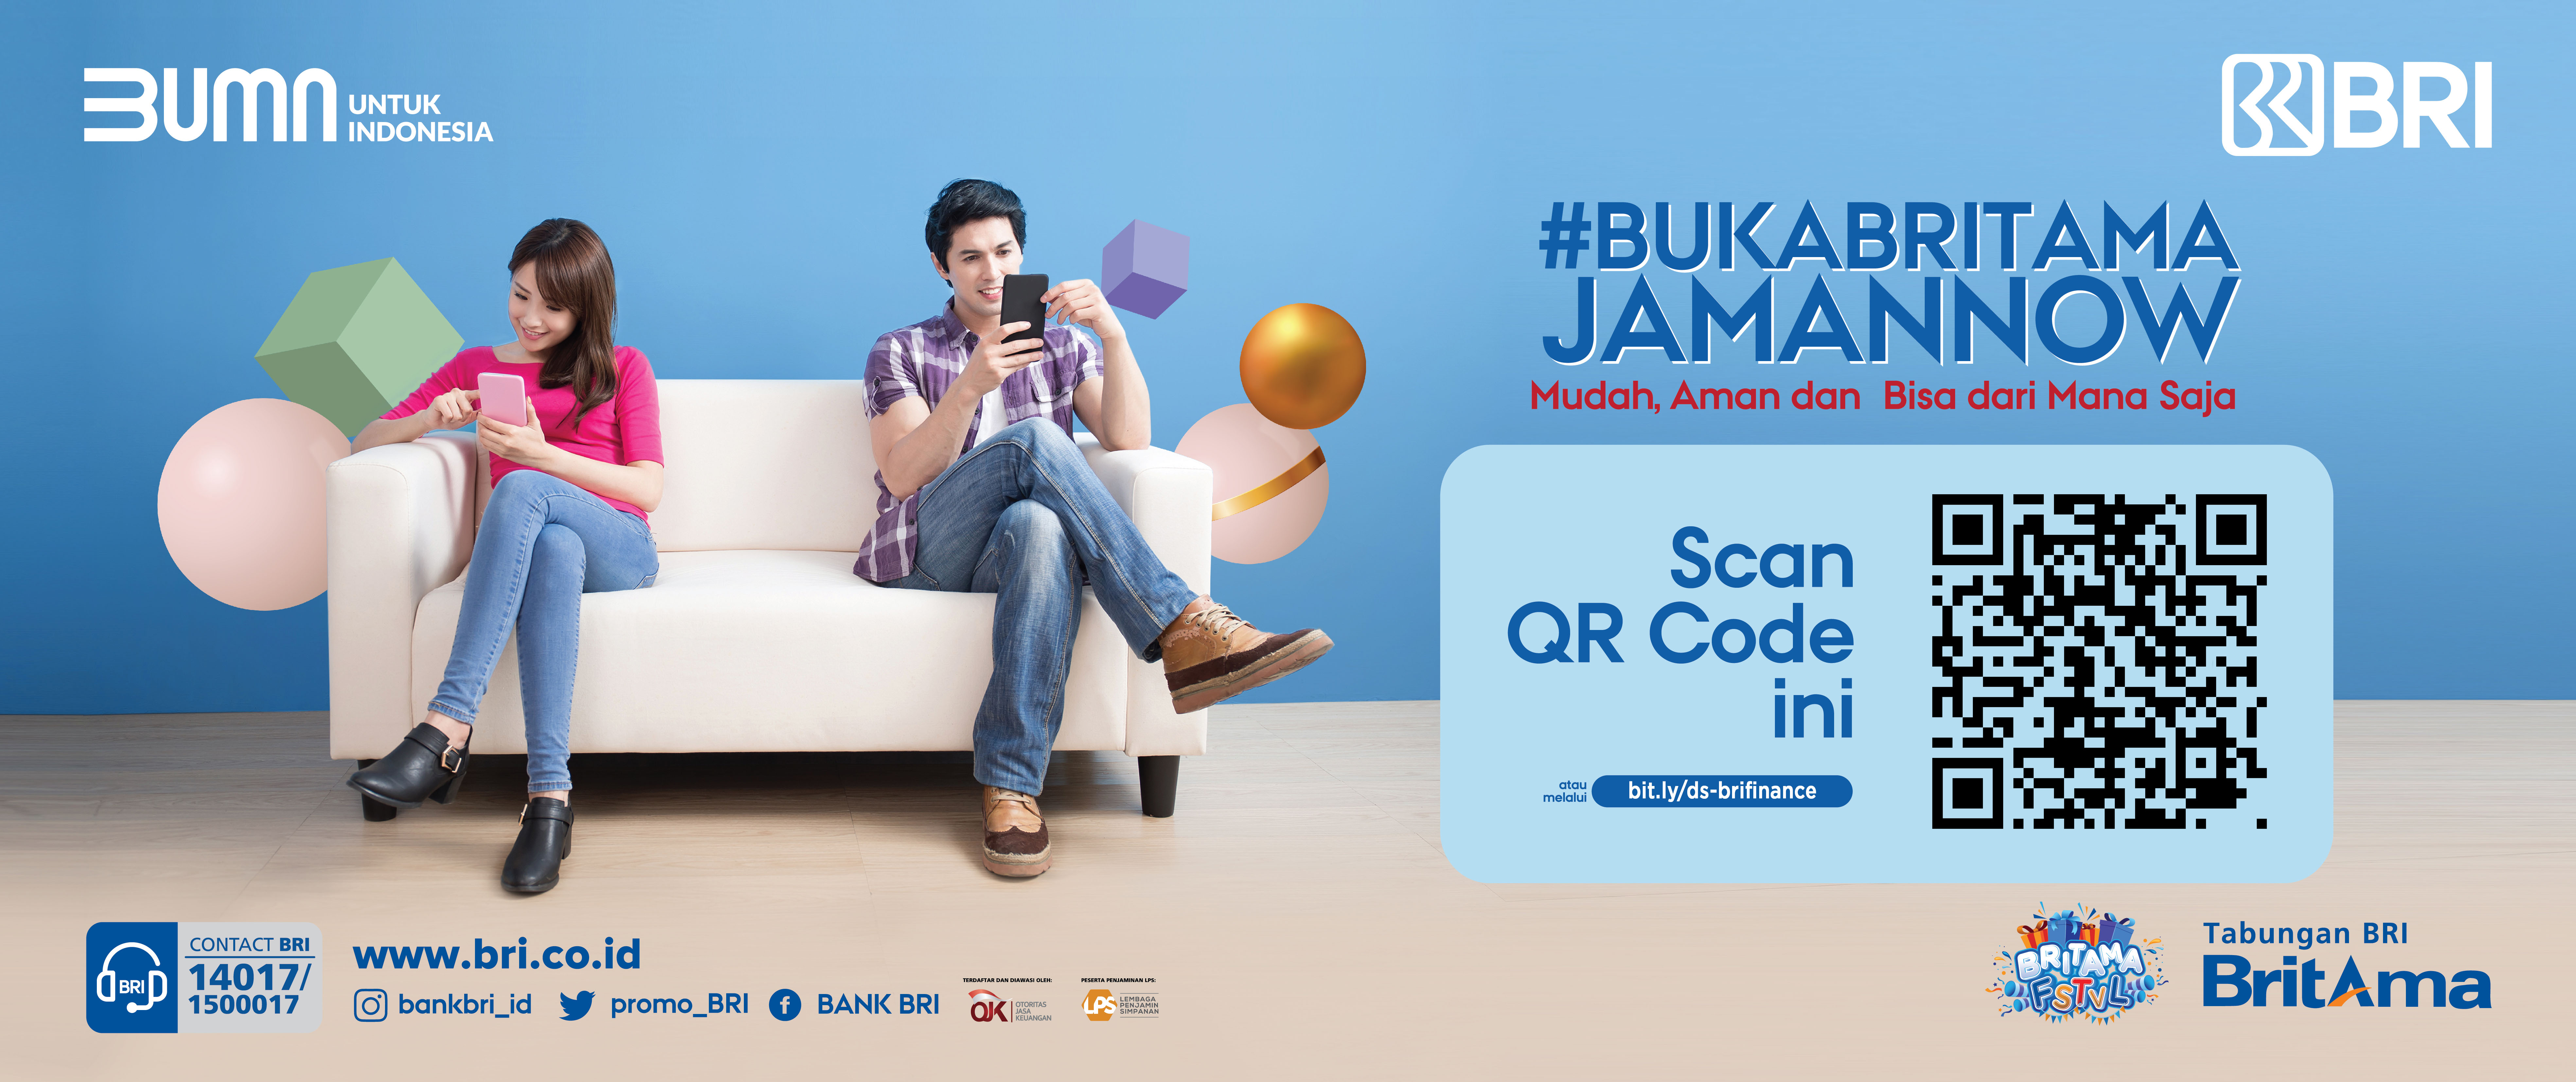 BUMN UNTUK
INDONESIA
BRI
#BUKABRITAMA
JAMANNOW
Mudah, Aman dan Bisa dari Mana Saja
Scan
QR Code
ini
atau
melalui
bit.ly/ds-brifinance
BRI
CONTACT BRI
14017/
1500017
www.bri.co.id
bankbri_id
promo_BRI
BANK BRI
TERDAFTAR DAN DIAWASI OLEH:
OJK
OTORITAS
JASA
KEUANGAN
PESERTA PENJAMINAN LPS:
LPS
LEMBAGA
PENJAMIN
SIMPANAN
BRITAMA
FSTVLL
Tabungan BRI
BritAma